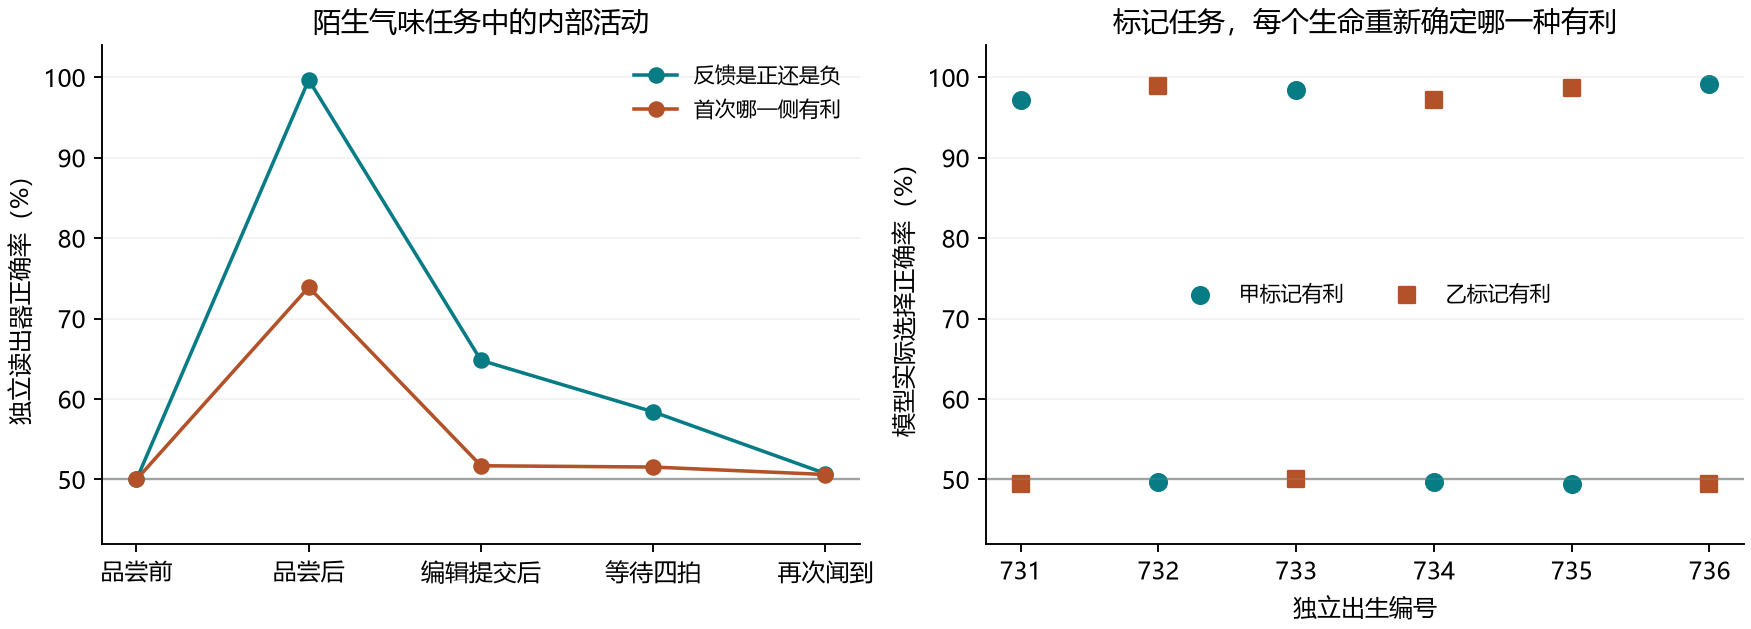 陌生气味任务中的内部活动
独立读出器正确率（%）
100
90
80
70
60
50
反馈是正还是负
首次哪一侧有利
品尝前
品尝后
编辑提交后
等待四拍
再次闻到
标记任务，每个生命重新确定哪一种有利
模型实际选择正确率（%）
100
90
80
70
60
50
甲标记有利
乙标记有利
731
732
733
734
735
736
独立出生编号